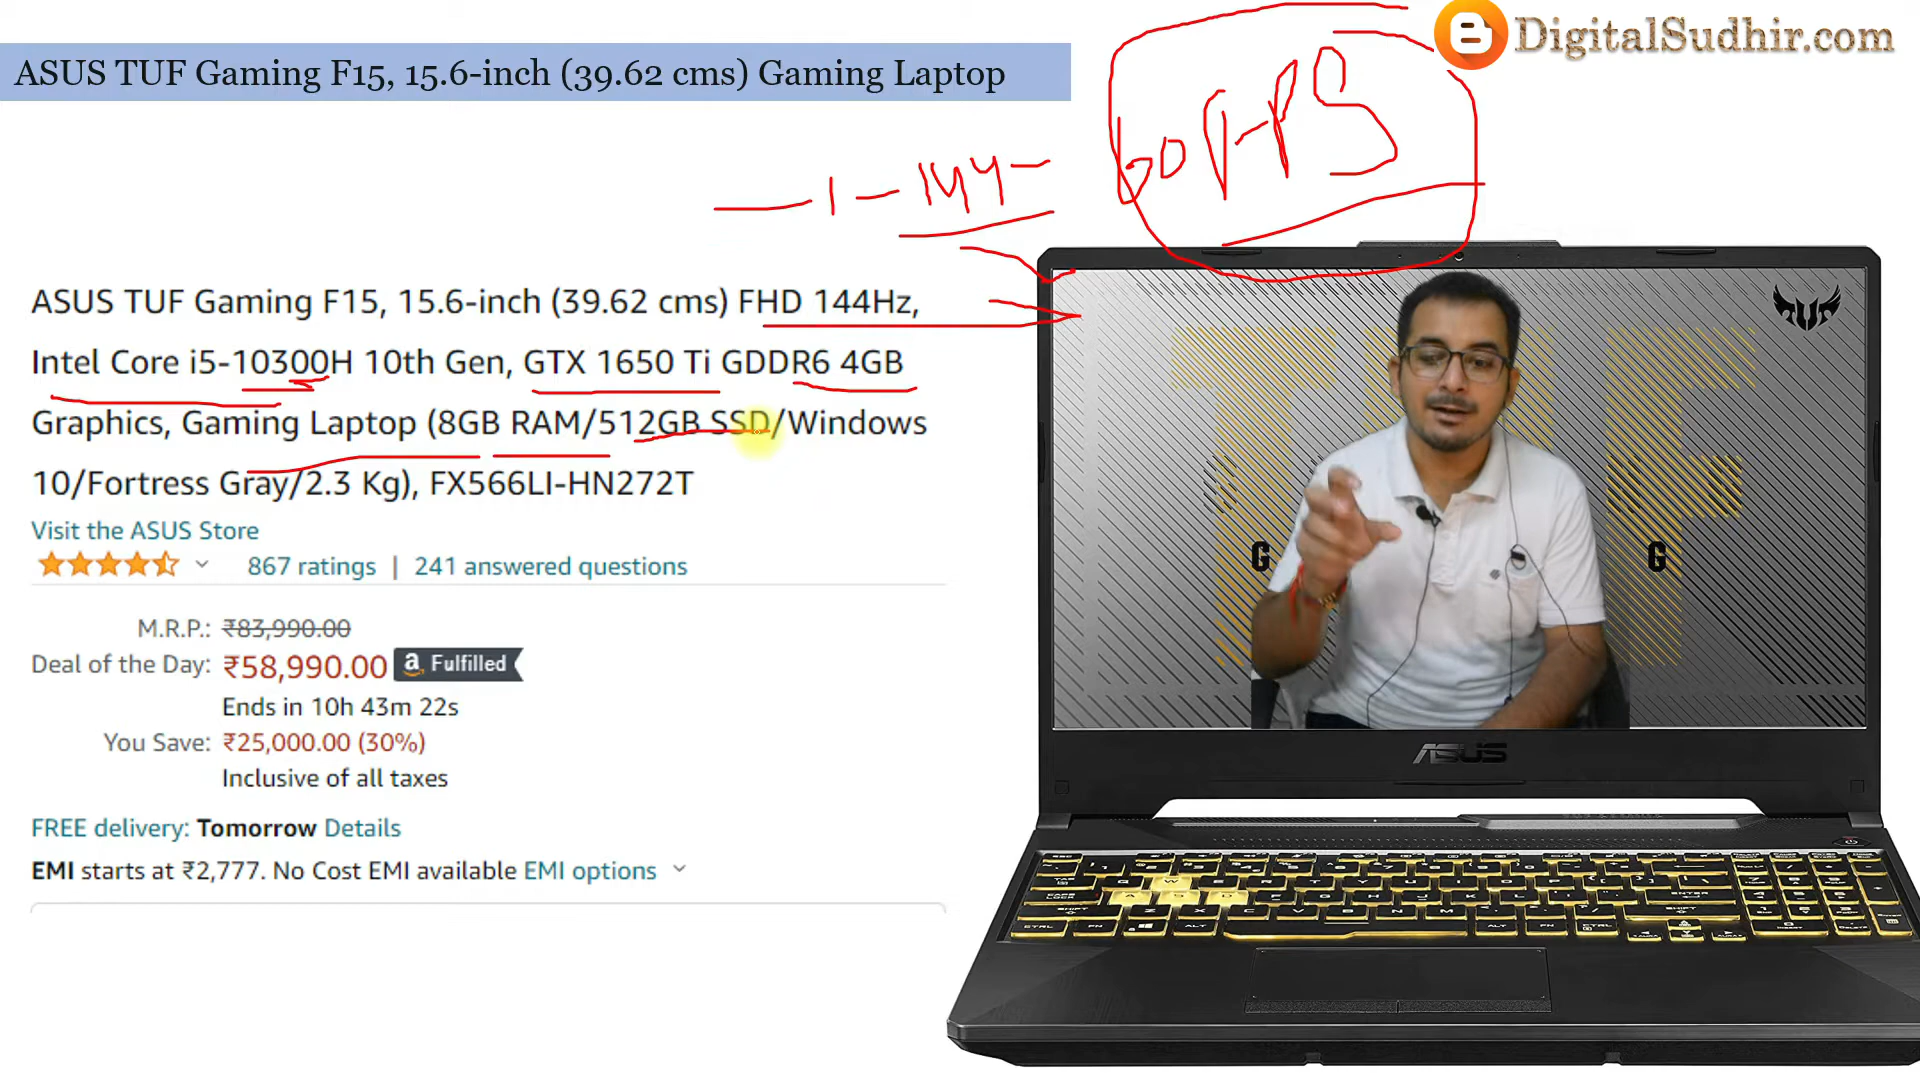 DigitalSudhir.com
ASUS TUF Gaming F15, 15.6-inch (39.62 cms) Gaming Laptop
60 FPS
1 - 144 -
ASUS TUF Gaming F15, 15.6-inch (39.62 cms) FHD 144Hz,
Intel Core i5-10300H 10th Gen, GTX 1650 Ti GDDR6 4GB
Graphics, Gaming Laptop (8GB RAM/512GB SSD/Windows
10/Fortress Gray/2.3 Kg), FX566LI-HN272T
Visit the ASUS Store
867 ratings | 241 answered questions
M.R.P.: ₹83,990.00
Deal of the Day: ₹58,990.00 a Fulfilled
Ends in 10h 43m 22s
You Save: ₹25,000.00 (30%)
Inclusive of all taxes
FREE delivery: Tomorrow Details
EMI starts at ₹2,777. No Cost EMI available EMI options
TUF
G G
ASUS